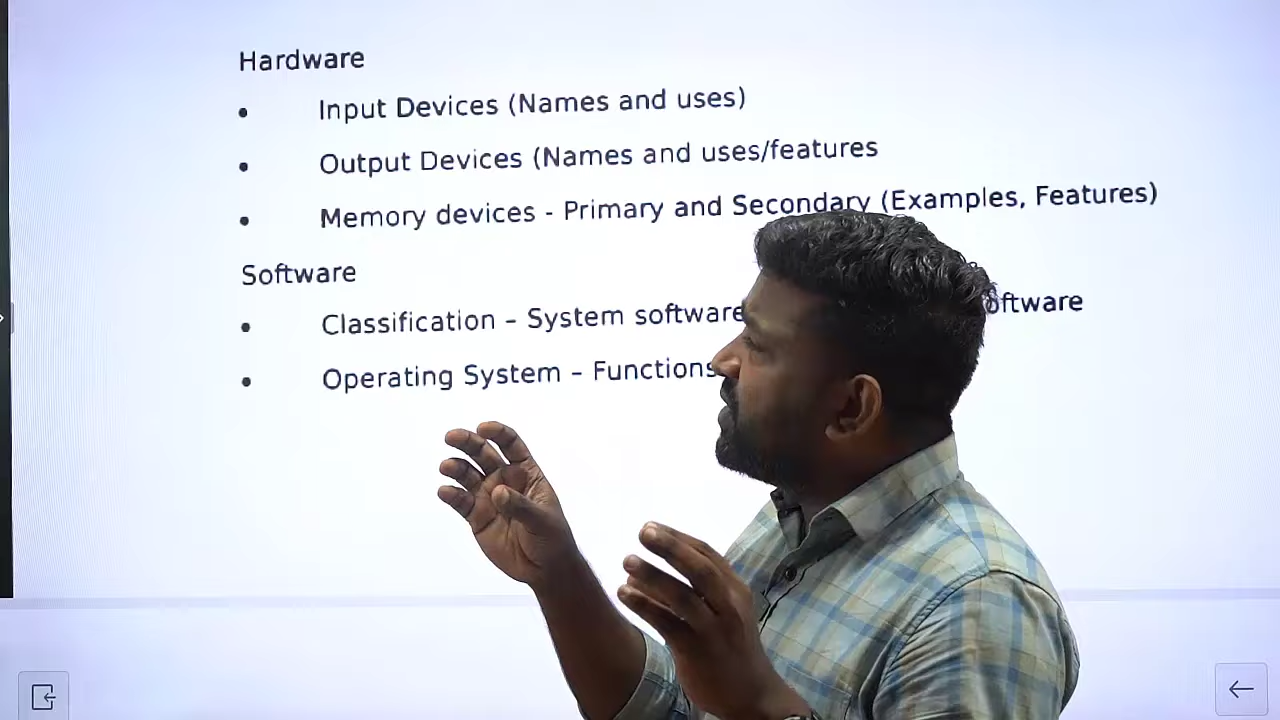 Hardware
• Input Devices (Names and uses)
• Output Devices (Names and uses/features
• Memory devices - Primary and Secondary (Examples, Features)
Software
• Classification – System software oftware
• Operating System – Functions